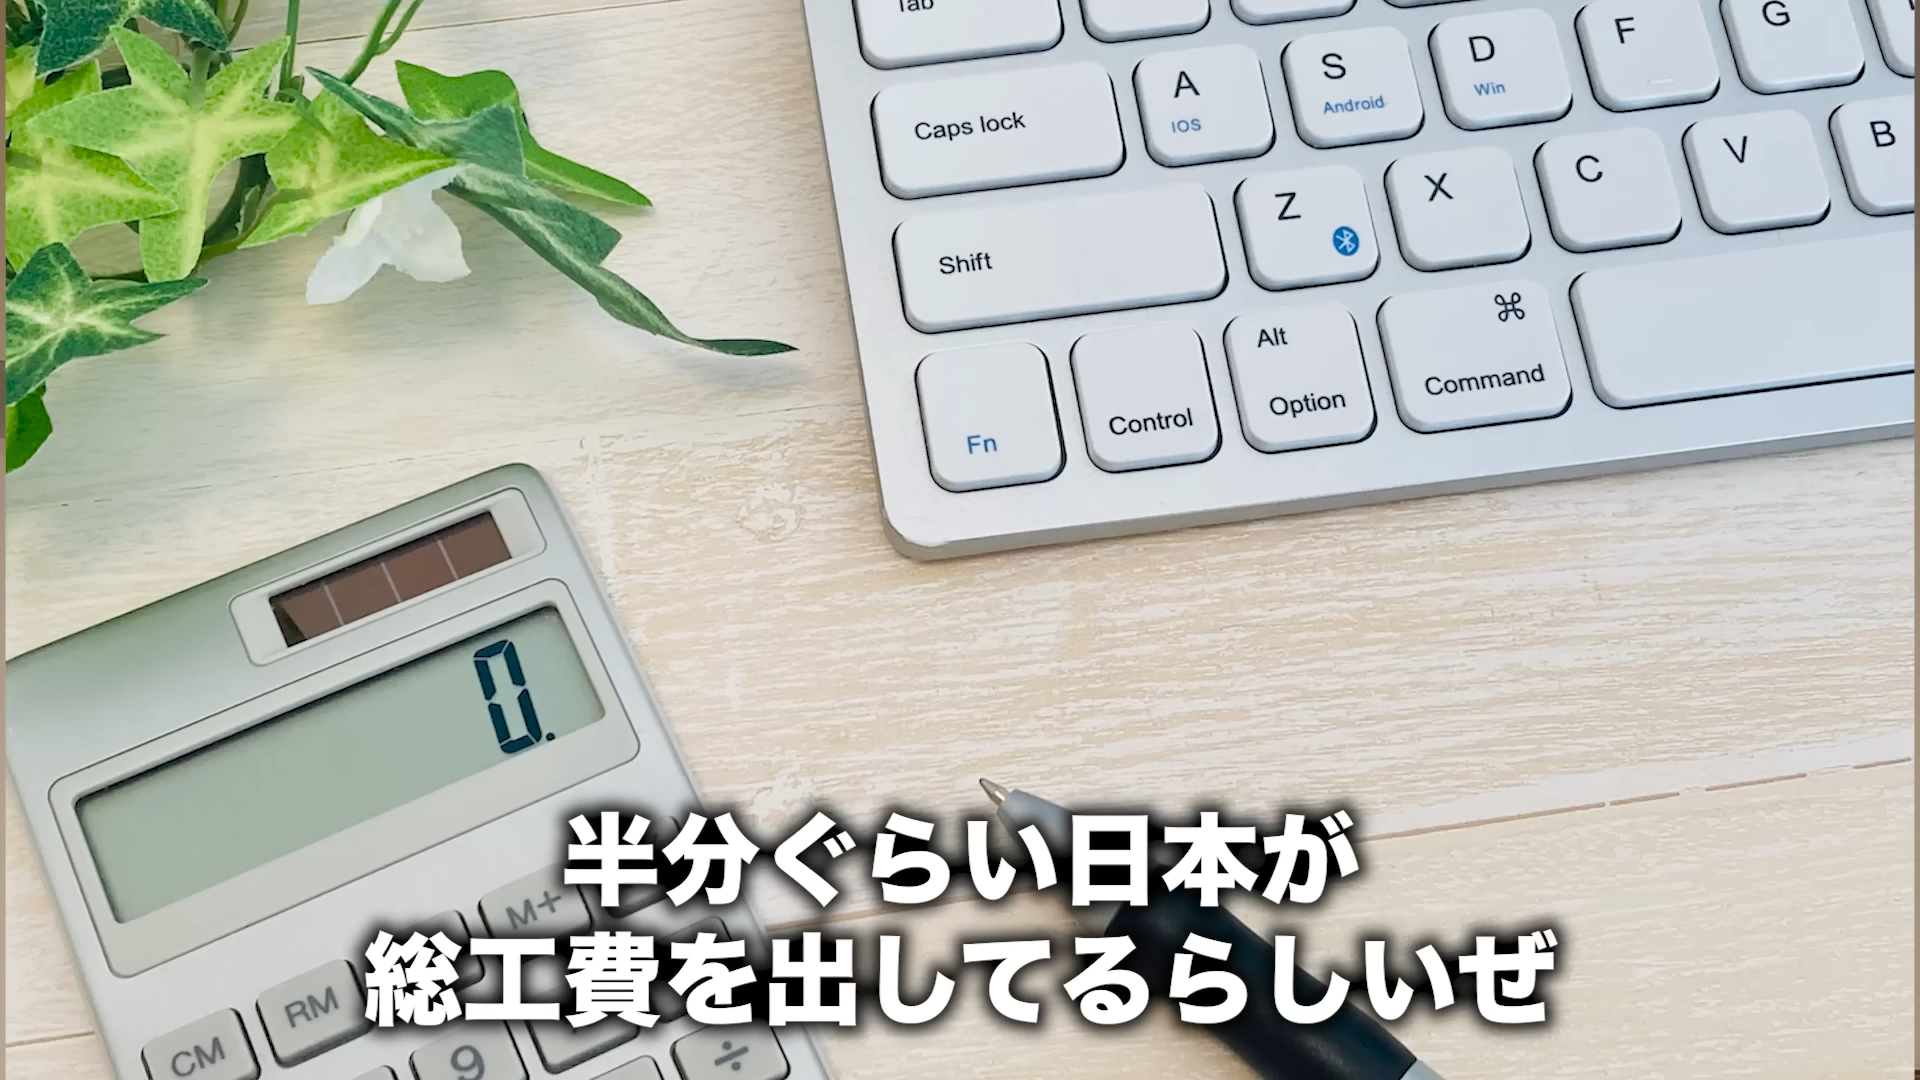 Tab
A
IOS
S
Android
D
Win
F
G
Caps lock
Z
X
C
V
B
Shift
Alt
Option
⌘
Command
Fn
Control
0.
M+
RM
CM
9
÷
半分ぐらい日本が
総工費を出してるらしいぜ